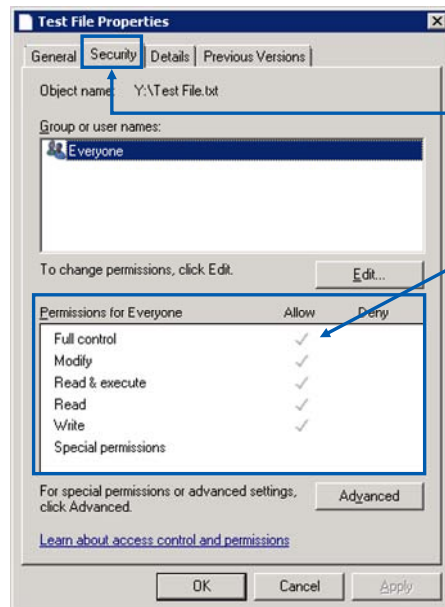 Test File Properties
General Security Details Previous Versions
Object name: Y:\Test File.txt
Group or user names:
Everyone
To change permissions, click Edit.
Edit...
Permissions for Everyone Allow Deny
Full control
Modify
Read & execute
Read
Write
Special permissions
For special permissions or advanced settings,
click Advanced.
Advanced
Learn about access control and permissions
OK Cancel Apply